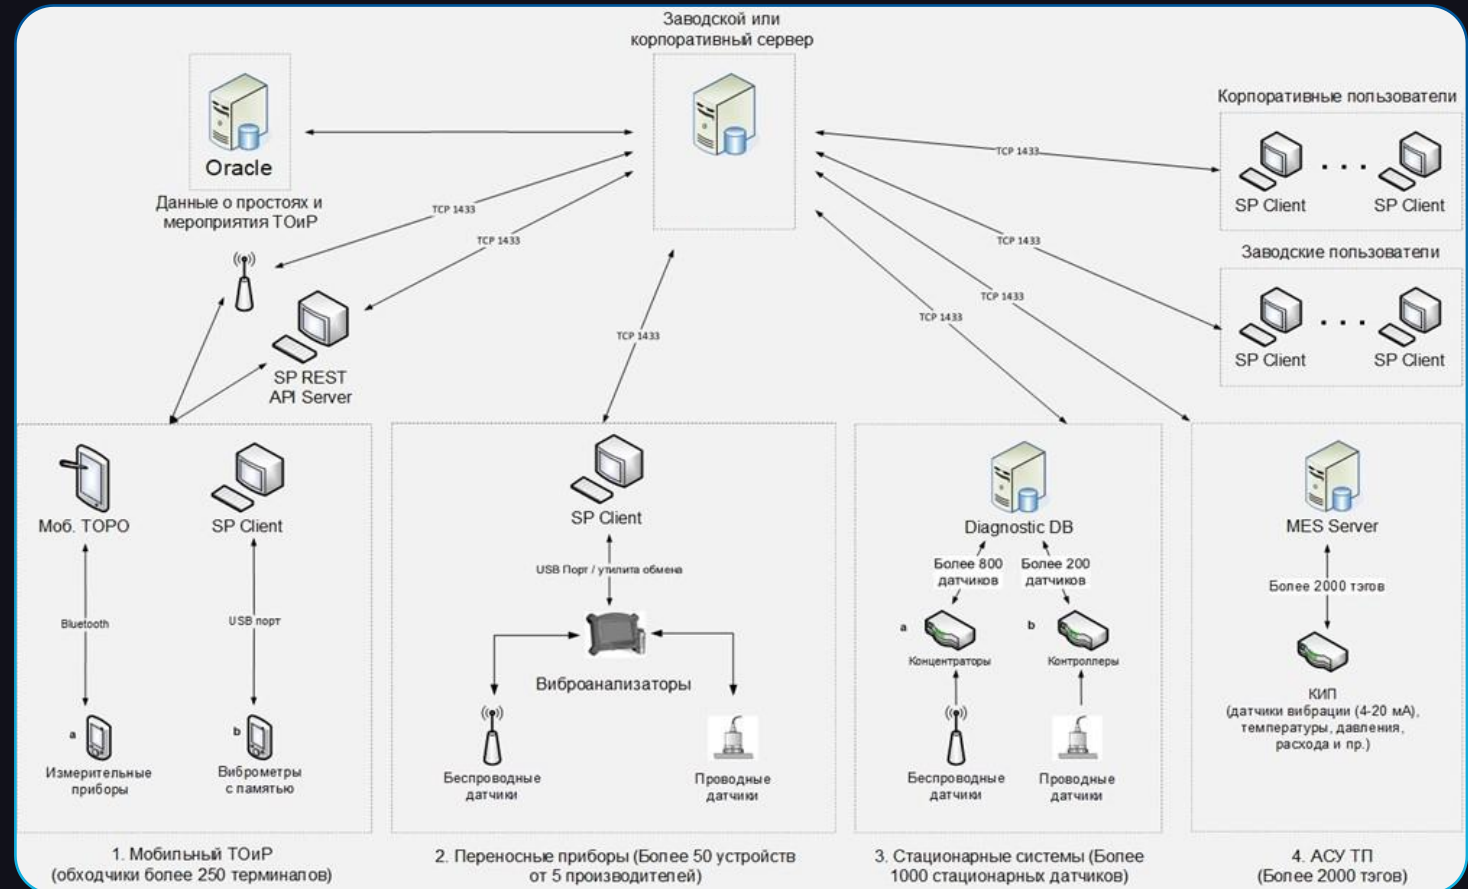 Заводской или
корпоративный сервер
Oracle
Данные о простоях и
мероприятия ТОиР
TCP 1433
TCP 1433
TCP 1433
TCP 1433
TCP 1433
TCP 1433
TCP 1433
Корпоративные пользователи
SP Client
. . .
SP Client
Заводские пользователи
SP Client
. . .
SP Client
SP REST
API Server
Моб. ТОРО
SP Client
Bluetooth
USB порт
a
b
Измерительные
приборы
Виброметры
с памятью
1. Мобильный ТОиР
(обходчики более 250 терминалов)
SP Client
USB Порт / утилита обмена
Виброанализаторы
Беспроводные
датчики
Проводные
датчики
2. Переносные приборы (Более 50 устройств
от 5 производителей)
Diagnostic DB
Более 800
датчиков
Более 200
датчиков
a
b
Концентраторы
Контроллеры
Беспроводные
датчики
Проводные
датчики
3. Стационарные системы (Более
1000 стационарных датчиков)
MES Server
Более 2000 тэгов
КИП
(датчики вибрации (4-20 мА),
температуры, давления,
расхода и пр.)
4. АСУ ТП
(Более 2000 тэгов)